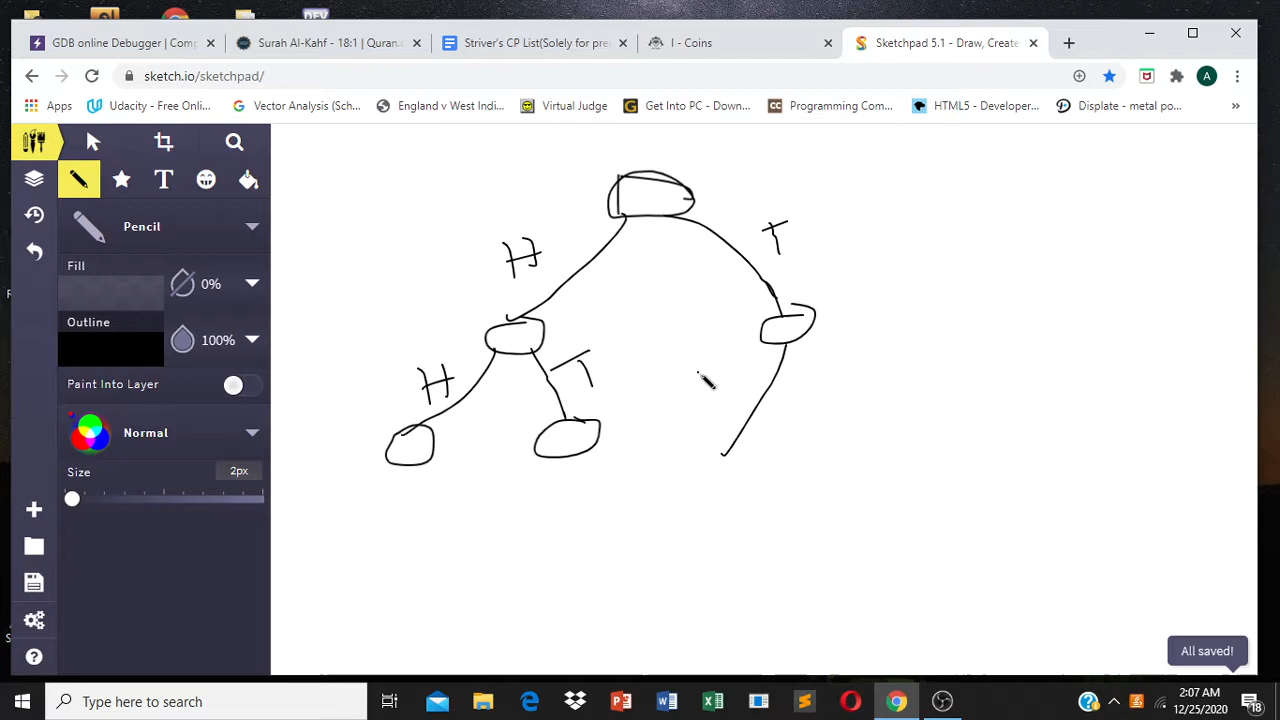 DEV
GDB online Debugger | Com
Surah Al-Kahf - 18:1 | Quran.c
Striver's CP List(Solely for pre
I - Coins
Sketchpad 5.1 - Draw, Create
sketch.io/sketchpad/
A
Apps
Udacity - Free Onli...
Vector Analysis (Sch...
England v West Indi...
Virtual Judge
Get Into PC - Down...
Programming Com...
HTML5 - Developer...
Displate - metal po...
»
T
Pencil
Fill
0%
Outline
100%
Paint Into Layer
Normal
Size
2px
H
T
H
T
All saved!
Type here to search
2:07 AM
12/25/2020
18